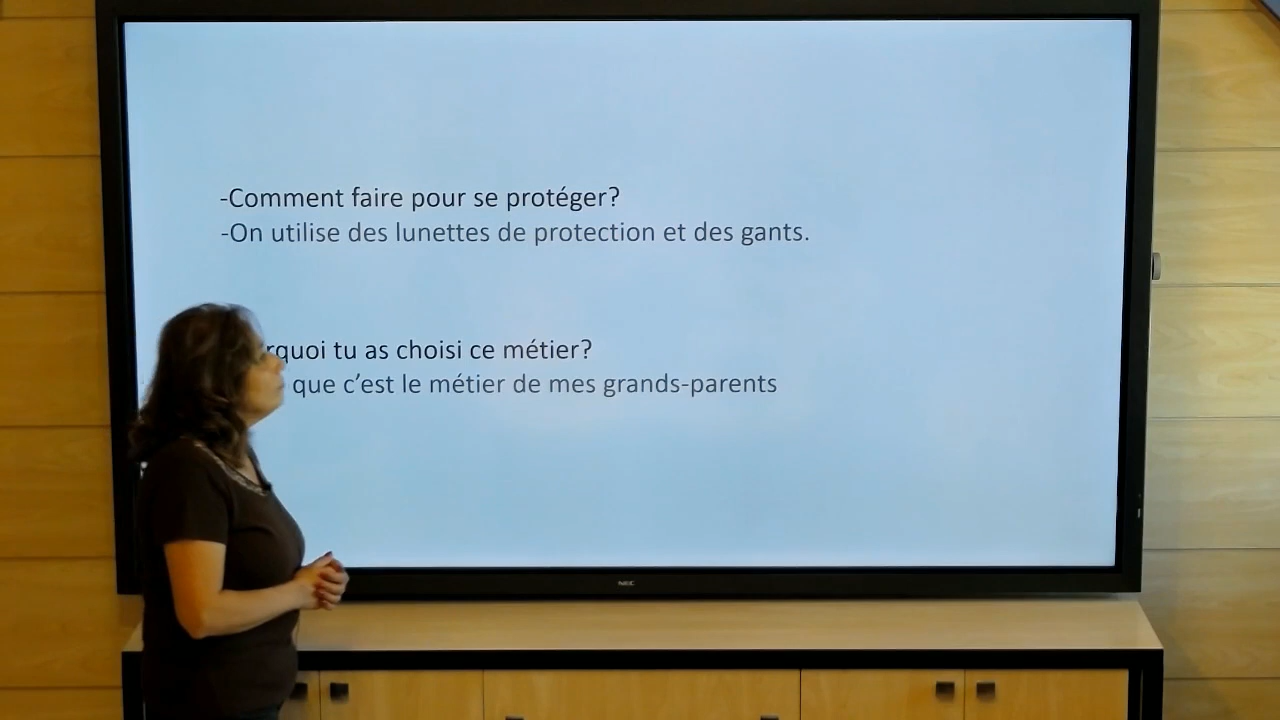 -Comment faire pour se protéger?
-On utilise des lunettes de protection et des gants.
tu as choisi ce métier?
que c’est le métier de mes grands-parents
NEC